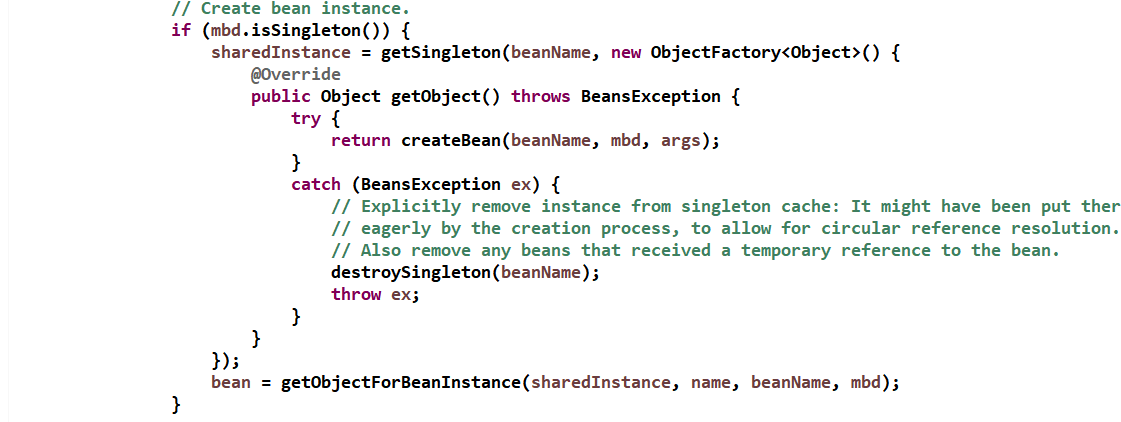 // Create bean instance.
if (mbd.isSingleton()) {
sharedInstance = getSingleton(beanName, new ObjectFactory<Object>() {
@Override
public Object getObject() throws BeansException {
try {
return createBean(beanName, mbd, args);
}
catch (BeansException ex) {
// Explicitly remove instance from singleton cache: It might have been put ther
// eagerly by the creation process, to allow for circular reference resolution.
// Also remove any beans that received a temporary reference to the bean.
destroySingleton(beanName);
throw ex;
}
}
});
bean = getObjectForBeanInstance(sharedInstance, name, beanName, mbd);
}